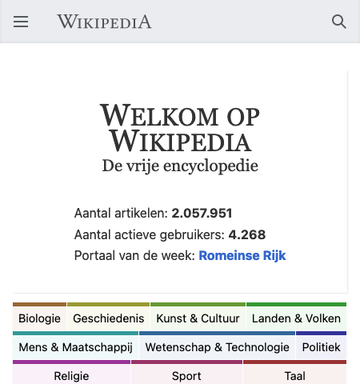 WIKIPEDIA
WELKOM OP
WIKIPEDIA
De vrije encyclopedie
Aantal artikelen: 2.057.951
Aantal actieve gebruikers: 4.268
Portaal van de week: Romeinse Rijk
Biologie Geschiedenis Kunst & Cultuur Landen & Volken
Mens & Maatschappij Wetenschap & Technologie Politiek
Religie Sport Taal